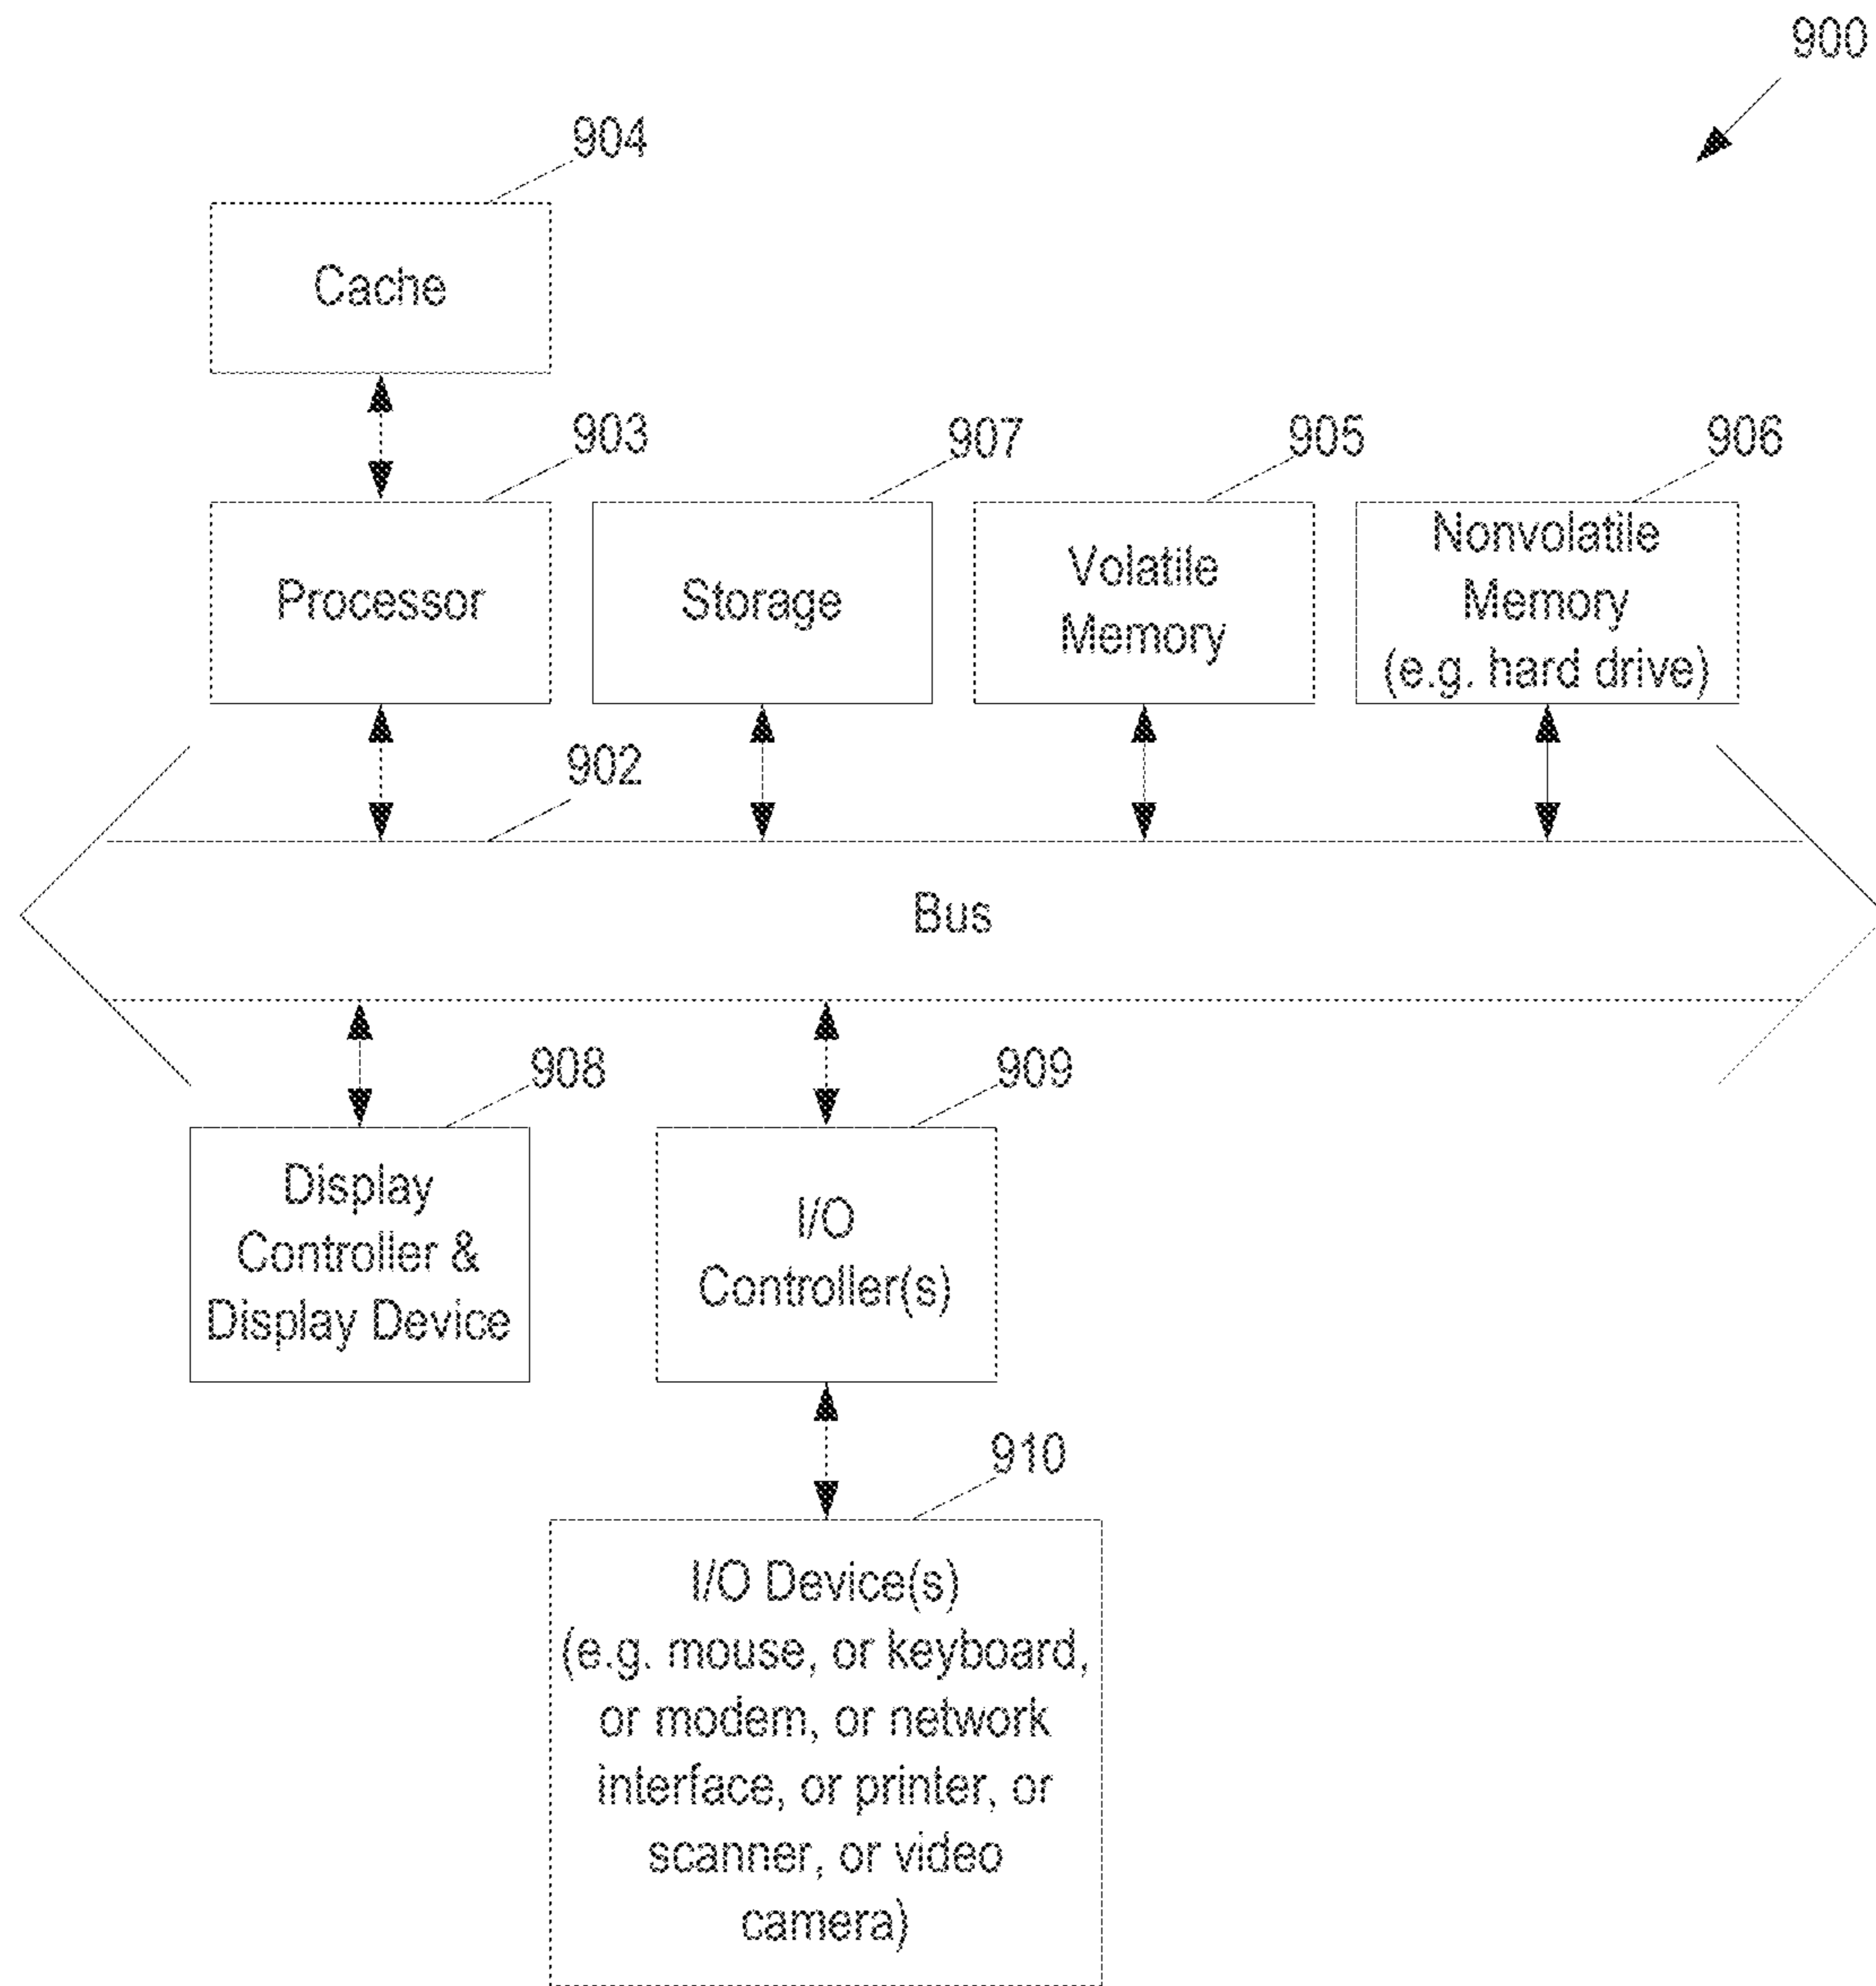 900
904
Cache
903
907
905
906
Processor
Storage
Volatile
Memory
Nonvolatile
Memory
(e.g. hard drive)
902
Bus
908
909
Display
Controller &
Display Device
I/O
Controller(s)
910
I/O Device(s)
(e.g. mouse, or keyboard,
or modem, or network
interface, or printer, or
scanner, or video
camera)